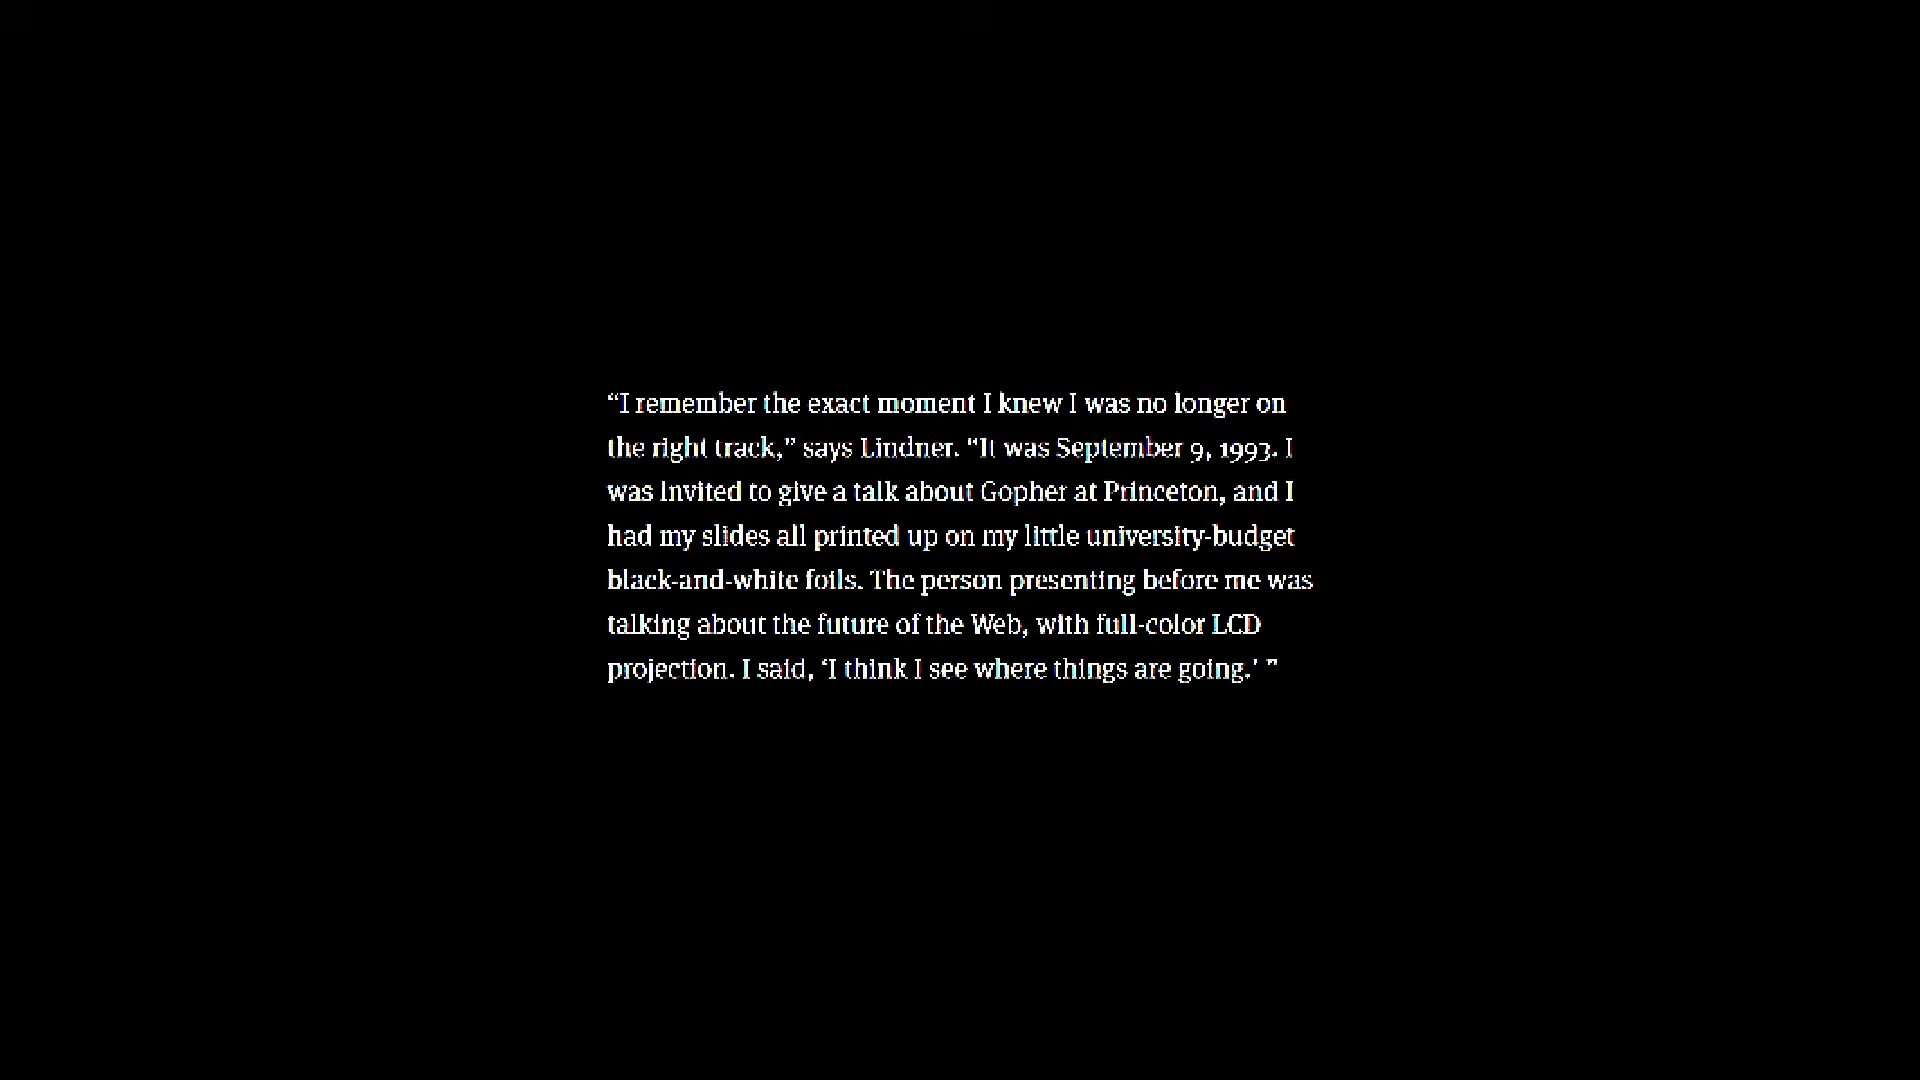 “I remember the exact moment I knew I was no longer on
the right track,” says Lindner. “It was September 9, 1993. I
was invited to give a talk about Gopher at Princeton, and I
had my slides all printed up on my little university-budget
black-and-white foils. The person presenting before me was
talking about the future of the Web, with full-color LCD
projection. I said, ‘I think I see where things are going.’ ”